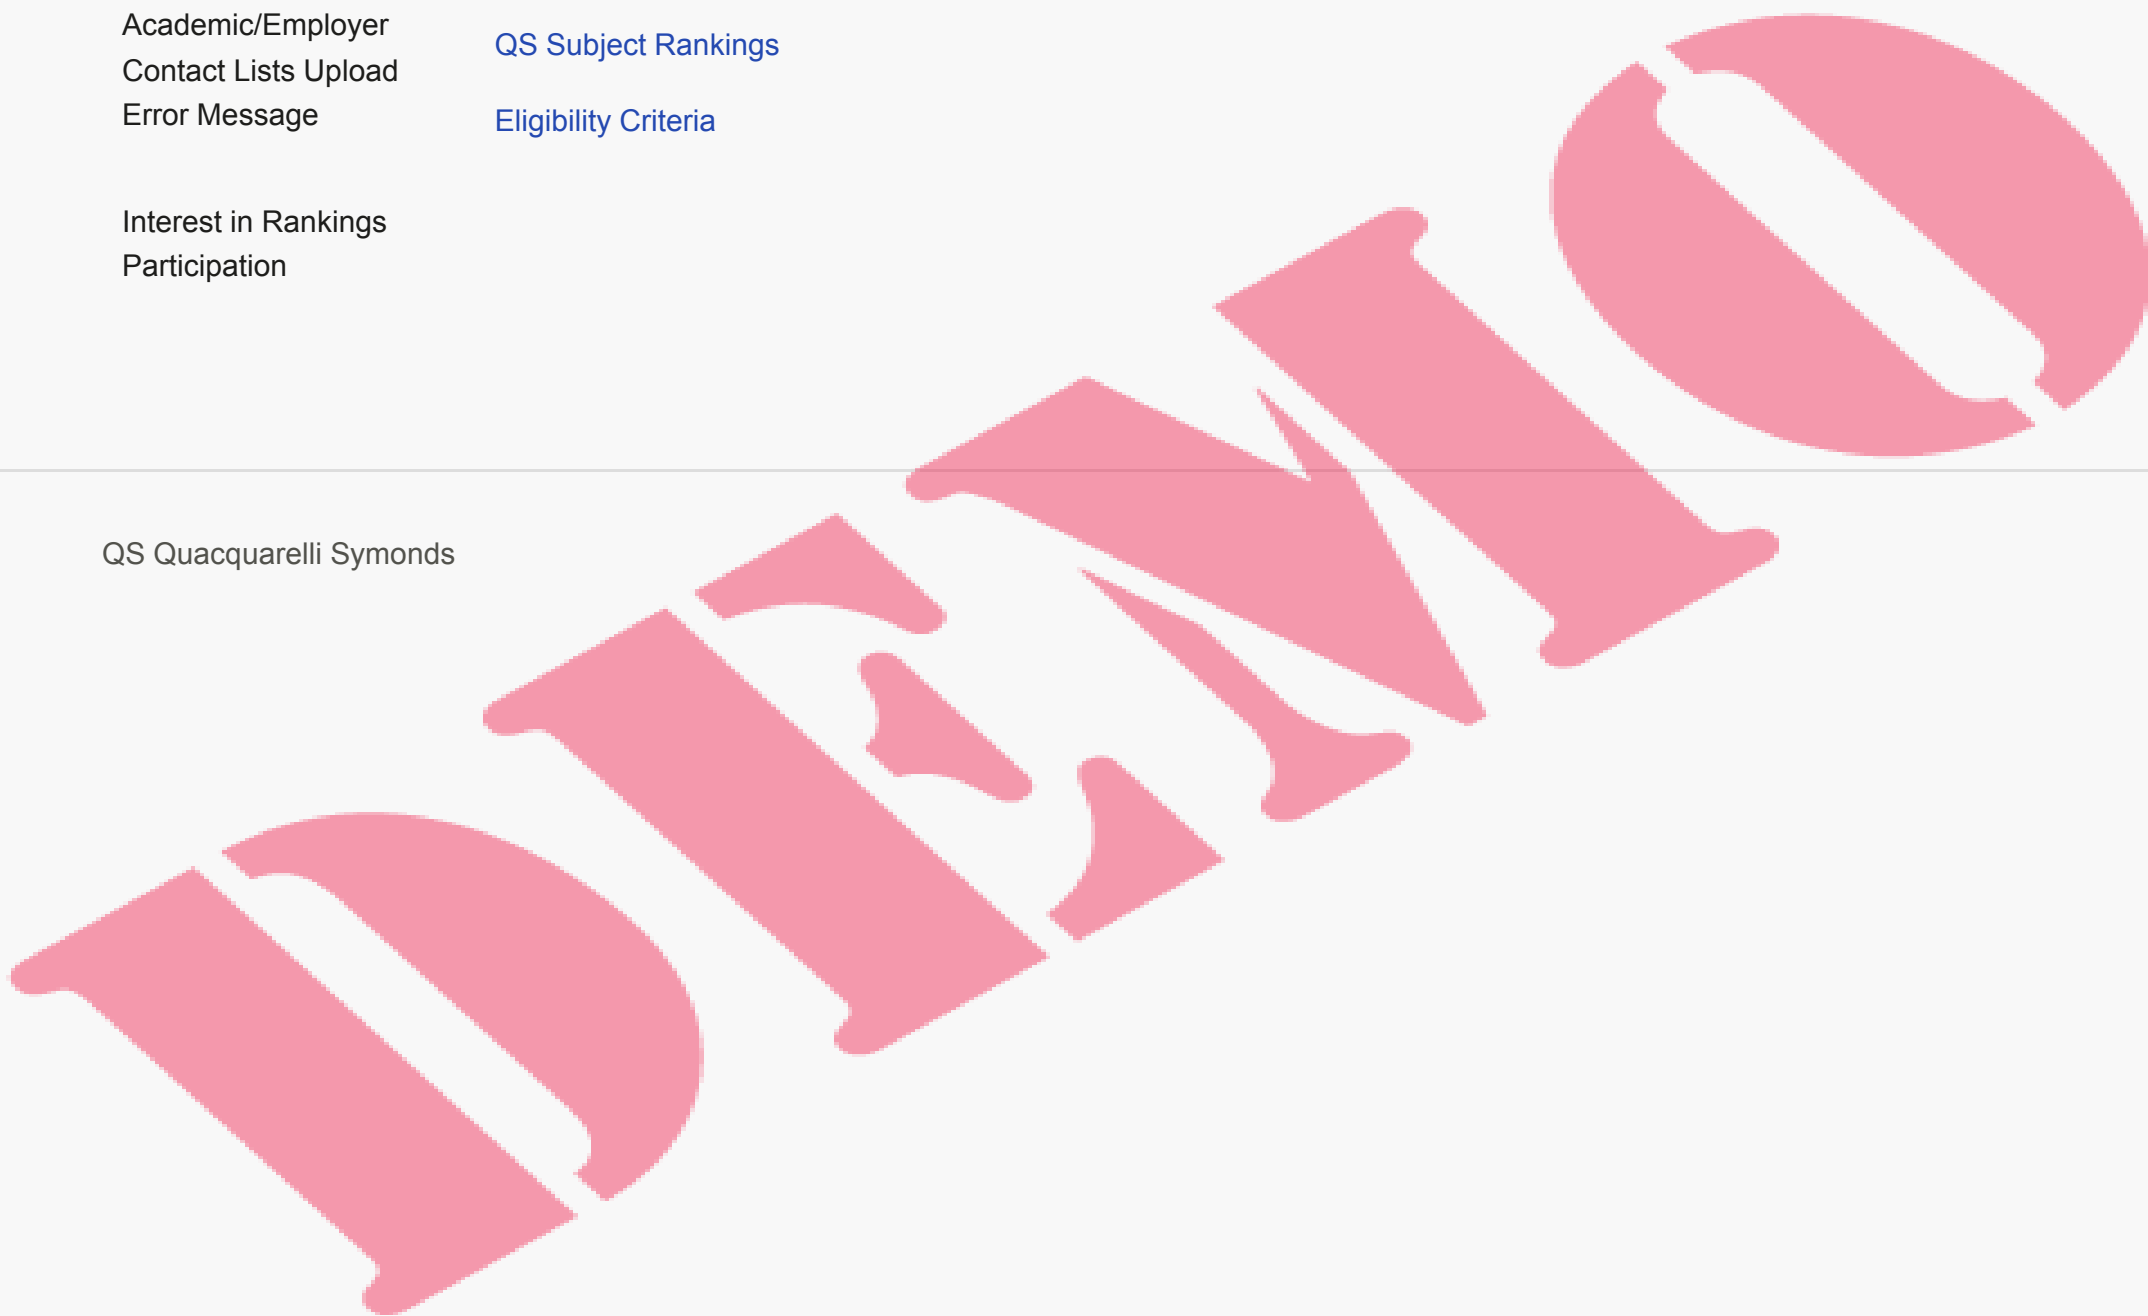 Academic/Employer
Contact Lists Upload
Error Message
Interest in Rankings
Participation
QS Subject Rankings
Eligibility Criteria
QS Quacquarelli Symonds
DEMO